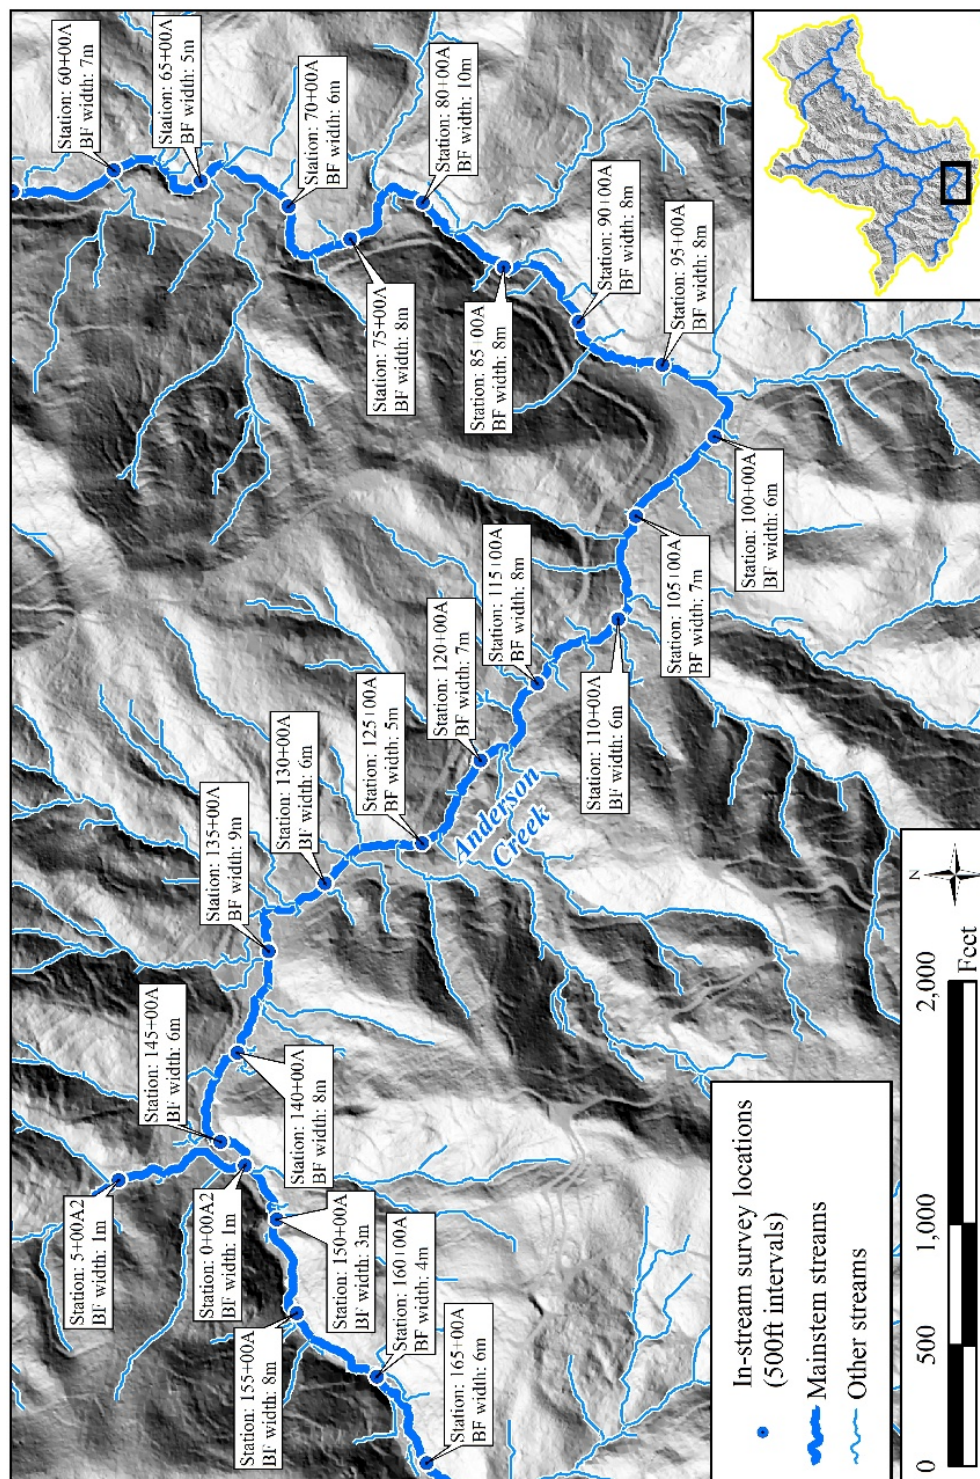 Station: 60+00A
BF width: 7m
Station: 65+00A
BF width: 5m
Station: 70+00A
BF width: 6m
Station: 75+00A
BF width: 8m
Station: 80+00A
BF width: 10m
Station: 85+00A
BF width: 8m
Station: 90+00A
BF width: 8m
Station: 95+00A
BF width: 8m
Station: 100+00A
BF width: 6m
Station: 105+00A
BF width: 7m
Station: 110+00A
BF width: 6m
Station: 115+00A
BF width: 8m
Station: 120+00A
BF width: 7m
Station: 125+00A
BF width: 5m
Station: 130+00A
BF width: 6m
Station: 135+00A
BF width: 9m
Station: 140+00A
BF width: 8m
Station: 145+00A
BF width: 6m
Station: 5+00A2
BF width: 1m
Station: 0+00A2
BF width: 1m
Station: 150+00A
BF width: 3m
Station: 155+00A
BF width: 8m
Station: 160+00A
BF width: 4m
Station: 165+00A
BF width: 6m
Anderson
Creek
In-stream survey locations
(500ft intervals)
Mainstem streams
Other streams
N
0 500 1,000 2,000
Feet